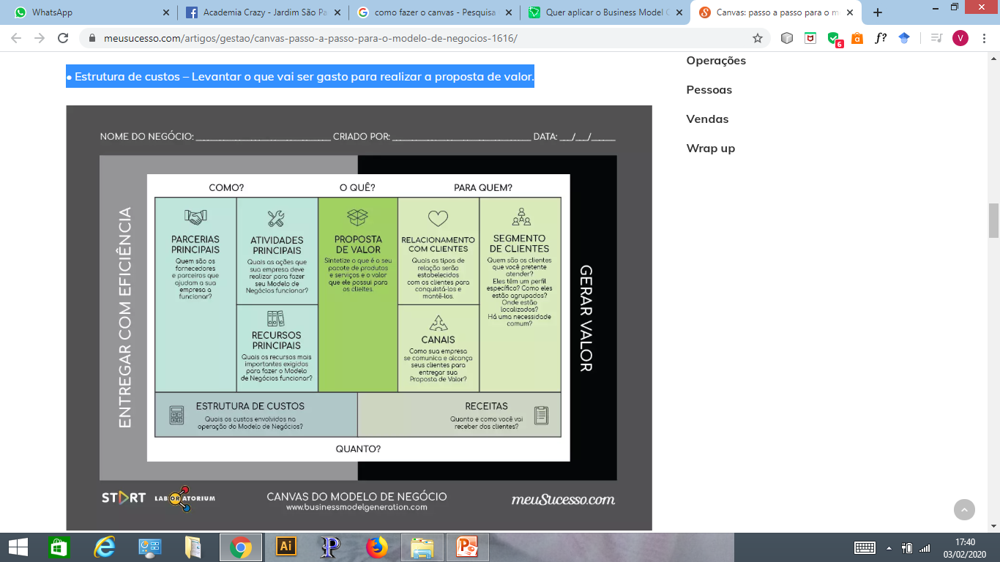 WhatsApp
Academia Crazy - Jardim São Pa
como fazer o canvas - Pesquisa
Quer aplicar o Business Model C
Canvas: passo a passo para o m
meusucesso.com/artigos/gestao/canvas-passo-a-passo-para-o-modelo-de-negocios-1616/
6
f?
V
• Estrutura de custos – Levantar o que vai ser gasto para realizar a proposta de valor.
Operações
Pessoas
Vendas
Wrap up
NOME DO NEGÓCIO: ____ CRIADO POR: ____ DATA: __/__/____
ENTREGAR COM EFICIÊNCIA
COMO?
O QUÊ?
PARA QUEM?
PARCERIAS
PRINCIPAIS
Quem são os
fornecedores
e parceiros que
ajudam a sua
empresa a
funcionar?
ATIVIDADES
PRINCIPAIS
Quais as ações que
sua empresa deve
realizar para fazer
seu Modelo de
Negócios funcionar?
RECURSOS
PRINCIPAIS
Quais os recursos mais
importantes exigidos
para fazer o Modelo
de Negócios funcionar?
PROPOSTA
DE VALOR
Sintetize o que é o seu
pacote de produtos
e serviços e o valor
que ele possui para
os clieites.
RELACIONAMENTO
COM CLIENTES
Quais os tipos de
relação serão
estabelecidos
com os clientes para
conquistá-los e
mantê-los.
CANAIS
Como sua empresa
se comunica e alcança
seus clientes para
entregar sua
Proposta de Valor?
SEGMENTO
DE CLIENTES
Quem são os clientes
que você pretente
atender?
Eles têm um perfil
específico? Como eles
estão agrupados?
Onde estão
localizados?
Há uma necessidade
comum?
ESTRUTURA DE CUSTOS
Quais os custos envolvidos na
operação do Modelo de Negócios?
RECEITAS
Quanto e como você vai
receber dos clientes?
QUANTO?
GERAR VALOR
START
LABORATORIUM
CANVAS DO MODELO DE NEGÓCIO
www.businessmodelgeneration.com
meuSucesso.com
Ai
P
17:40
03/02/2020